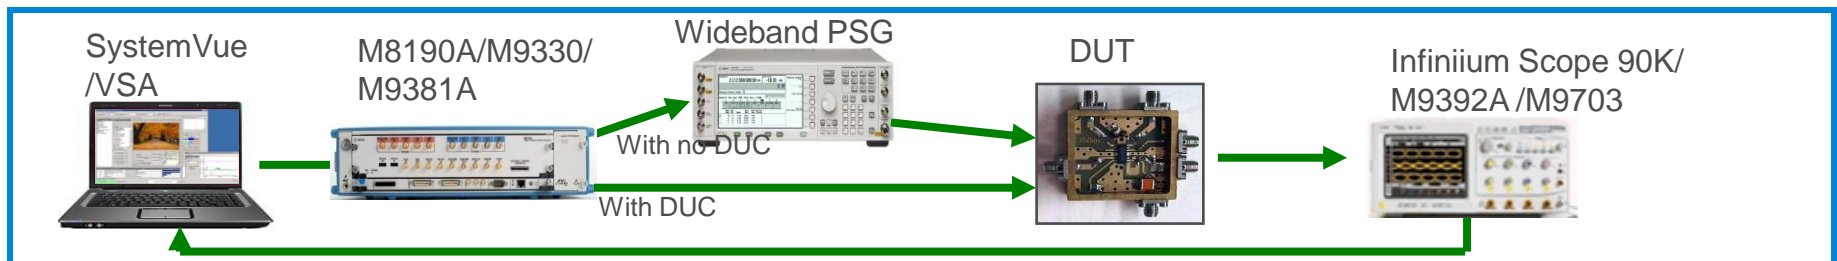 SystemVue
/VSA
M8190A/M9330/
M9381A
Wideband PSG
With no DUC
With DUC
DUT
Infiniium Scope 90K/
M9392A /M9703